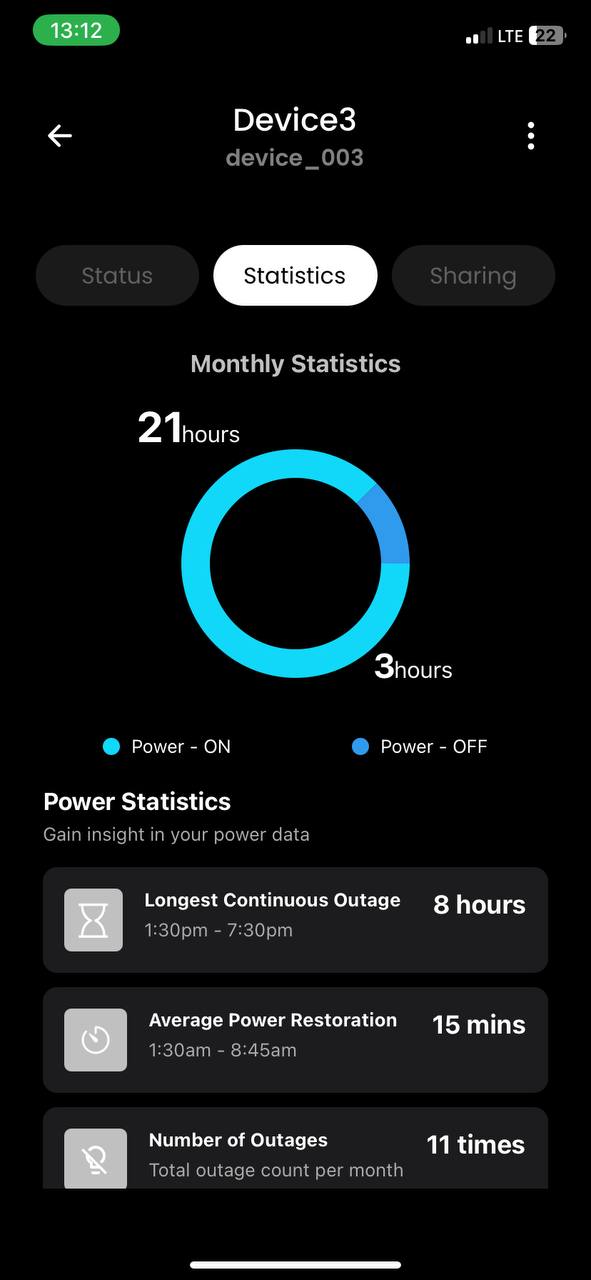 13:12
LTE 22
Device3
device_003
Status Statistics Sharing
Monthly Statistics
21hours
3hours
Power - ON Power - OFF
Power Statistics
Gain insight in your power data
Longest Continuous Outage 8 hours
1:30pm - 7:30pm
Average Power Restoration 15 mins
1:30am - 8:45am
Number of Outages 11 times
Total outage count per month